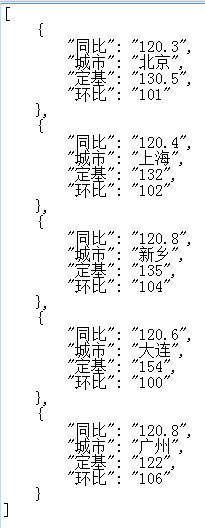 [
    {
        "同比": "120.3",
        "城市": "北京",
        "定基": "130.5",
        "环比": "101"
    },
    {
        "同比": "120.4",
        "城市": "上海",
        "定基": "132",
        "环比": "102"
    },
    {
        "同比": "120.8",
        "城市": "新乡",
        "定基": "135",
        "环比": "104"
    },
    {
        "同比": "120.6",
        "城市": "大连",
        "定基": "154",
        "环比": "100"
    },
    {
        "同比": "120.8",
        "城市": "广州",
        "定基": "122",
        "环比": "106"
    }
]